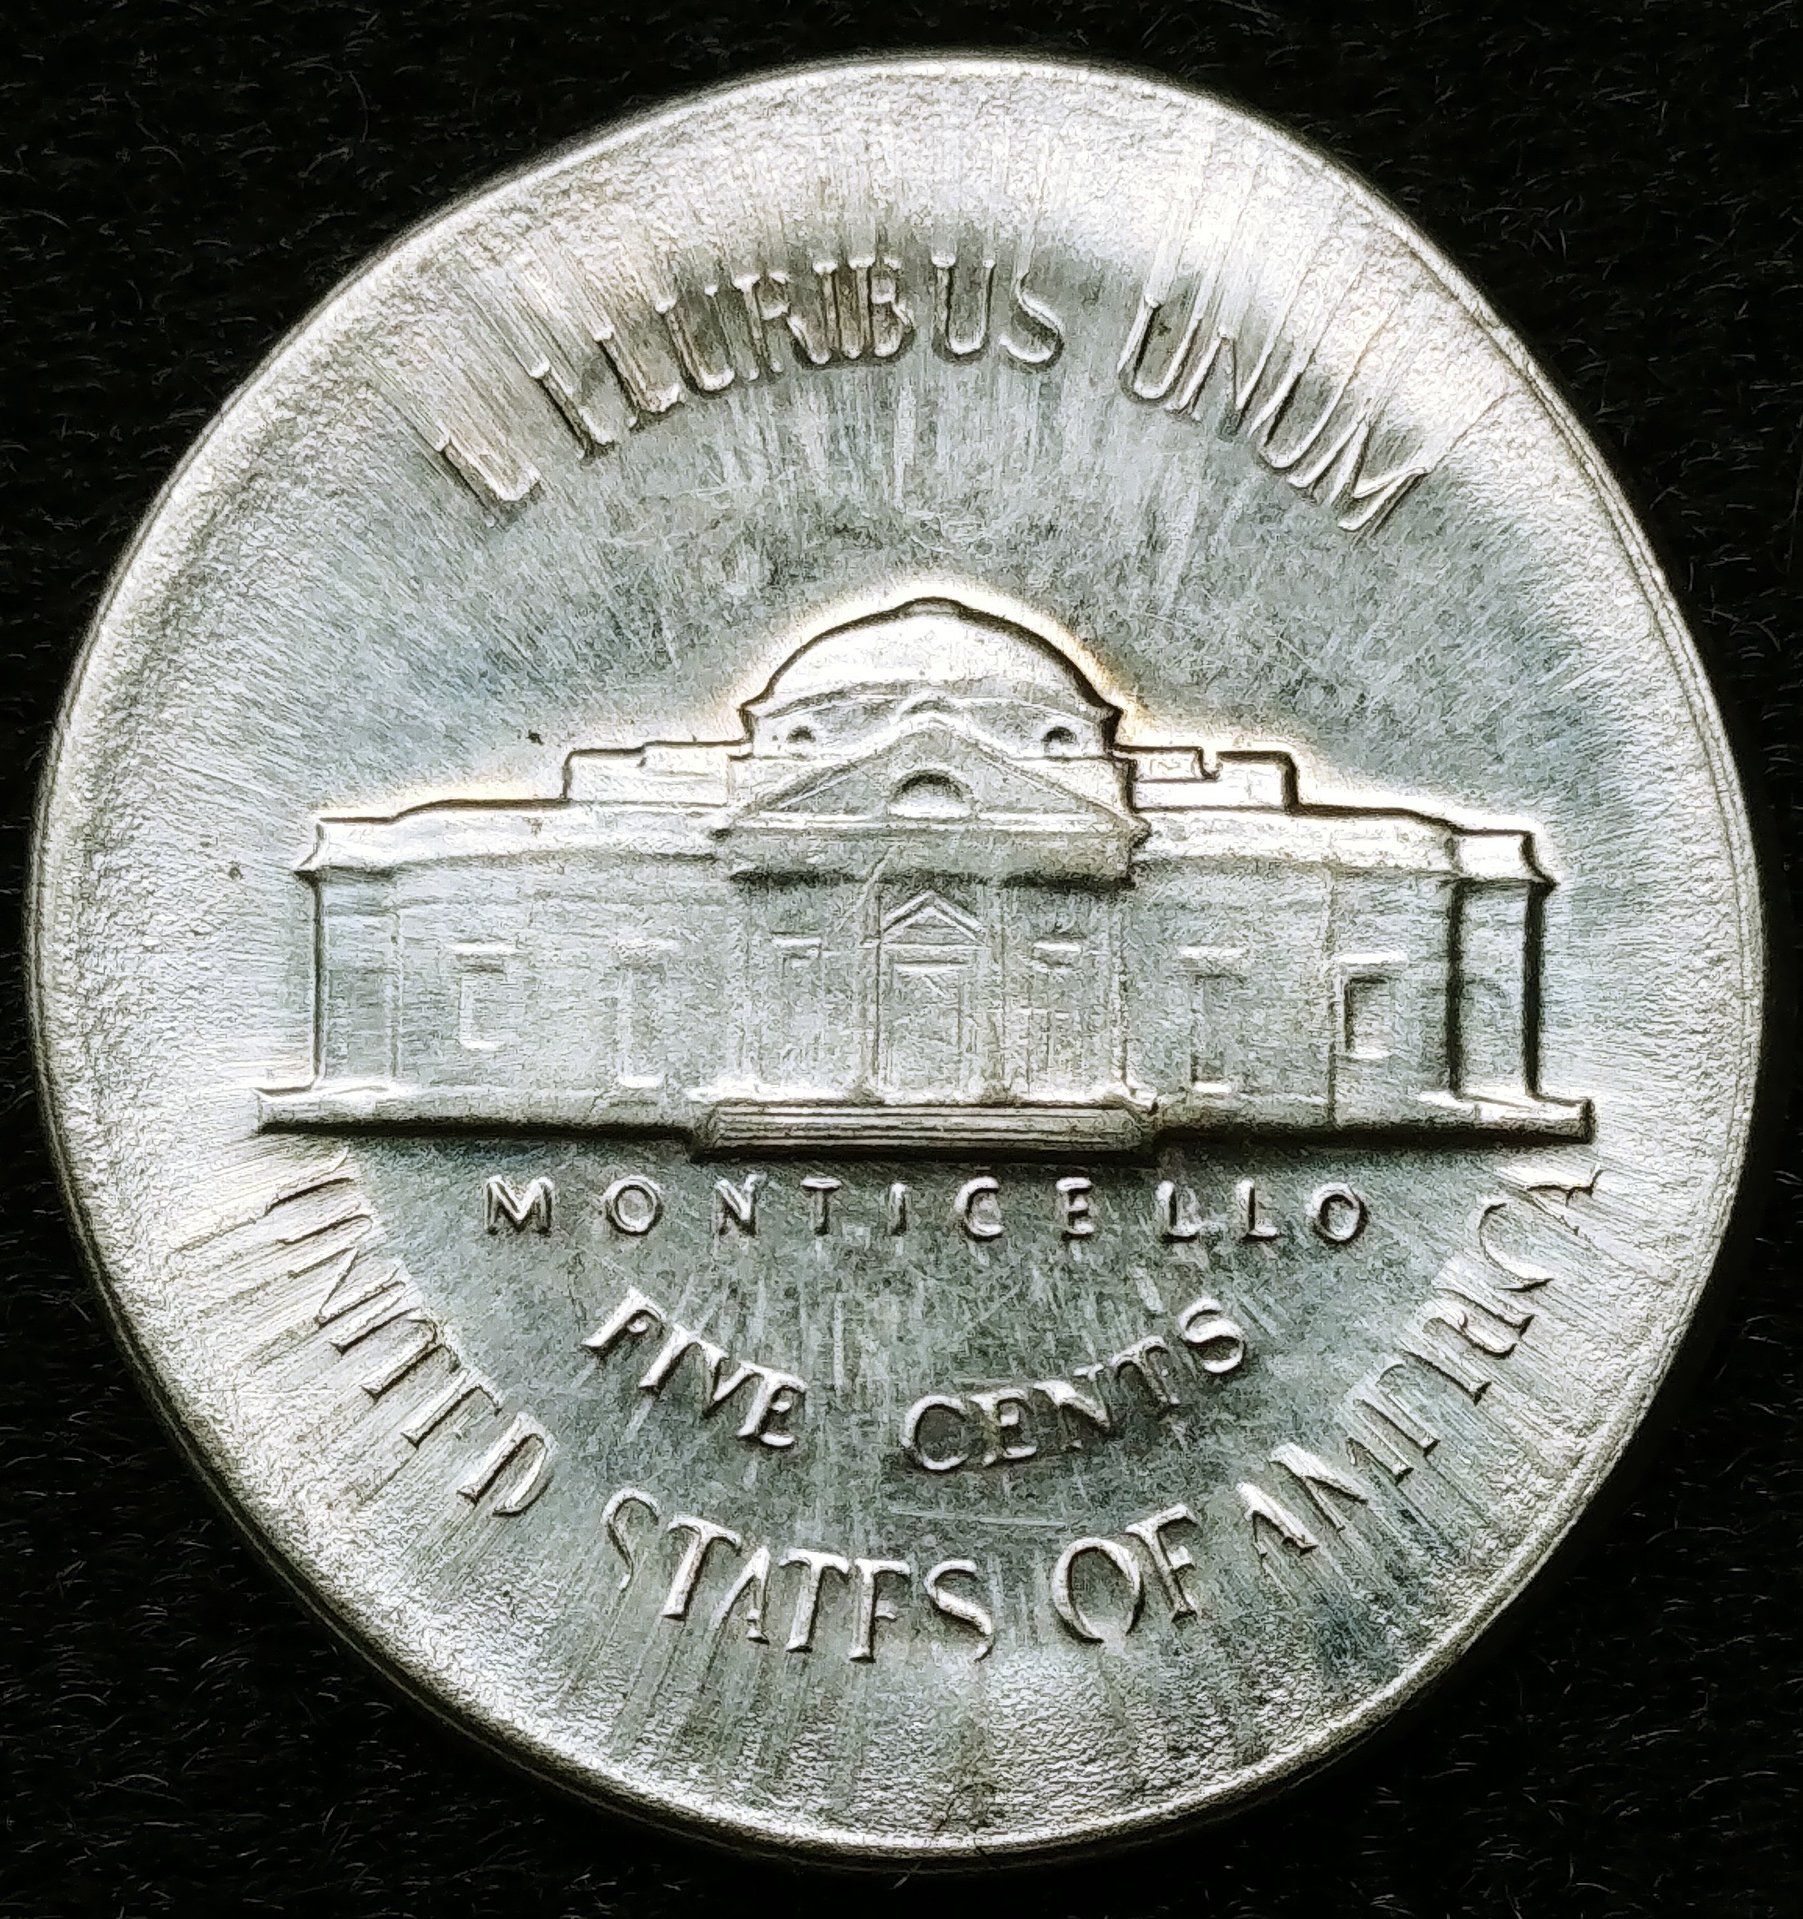 E PLURIBUS UNUM
MONTICELLO
FIVE CENTS
UNITED STATES OF AMERICA